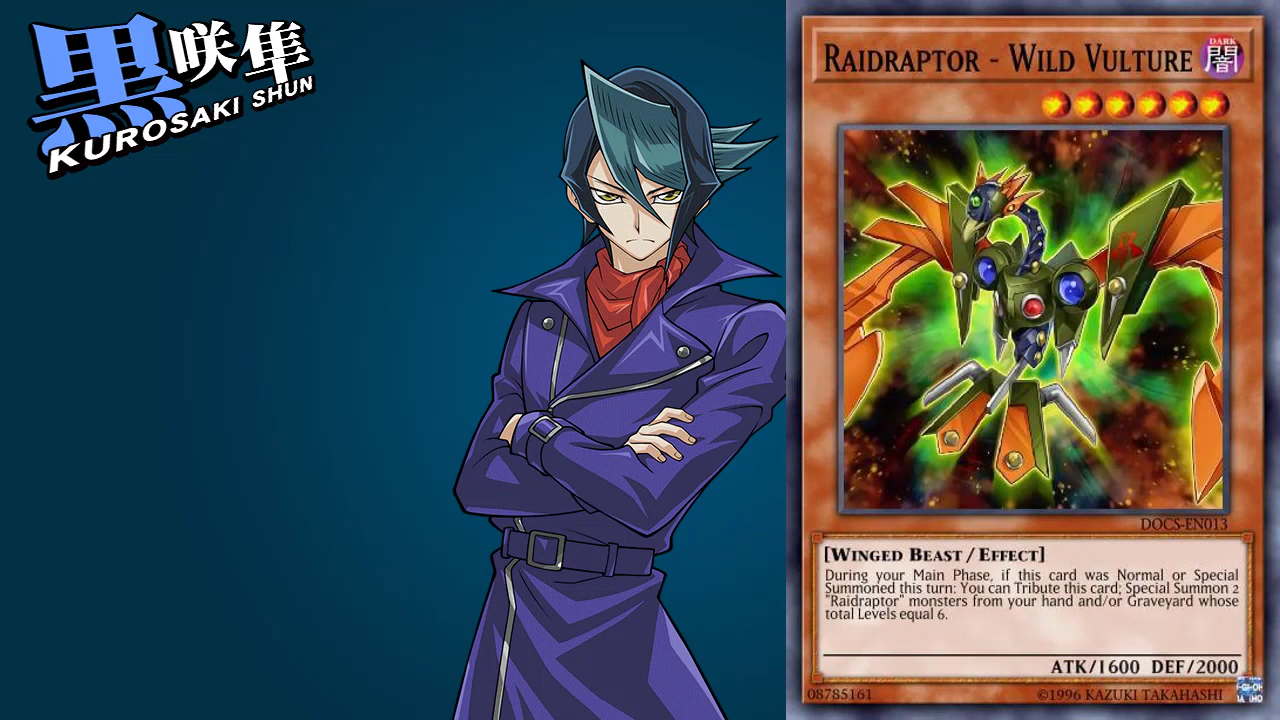 黒咲隼
KUROSAKI SHUN
RAIDRAPTOR - WILD VULTURE
DARK
闇
DOCS-EN013
[WINGED BEAST / EFFECT]
During your Main Phase, if this card was Normal or Special
Summoned this turn: You can Tribute this card; Special Summon 2
"Raidraptor" monsters from your hand and/or Graveyard whose
total Levels equal 6.
ATK/1600 DEF/2000
08785161
©1996 KAZUKI TAKAHASHI